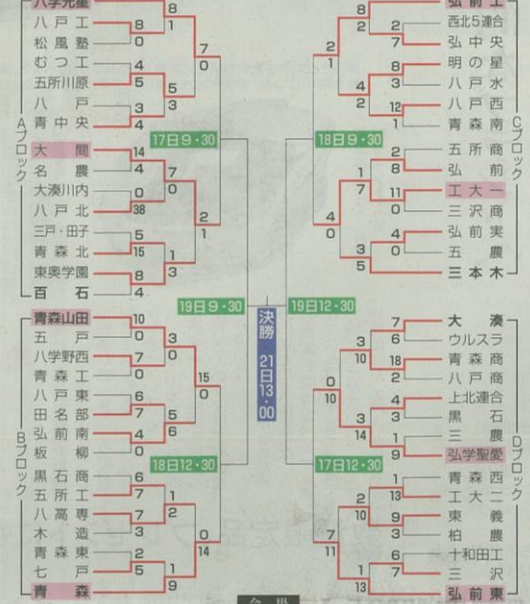 八学光星
八戸工
松風塾
むつ工
五所川原
八戸
青中央
大間
名農
大湊川内
八戸北
三戸・田子
青森北
東奥学園
百石
Aブロック
8
1
8
0
4
5
3
4
5
3
7
0
14
4
0
38
7
0
5
15
8
4
1
3
2
1
17日9・30
青森山田
五戸
八学野西
青森工
八戸東
田名部
弘前南
板柳
黒石商
五所工
八高専
木造
青森東
七戸
青森
Bブロック
10
0
7
0
3
0
6
7
4
0
5
6
15
0
6
7
7
3
1
2
2
5
1
9
0
14
18日12・30
19日9・30
決勝 21日13・00
19日12・30
弘前工
西北5連合
弘中央
明の星
八戸水
八戸西
青森南
五所商
弘前
工大一
三沢商
弘前実
五農
三本木
Cブロック
8
2
7
8
3
12
1
4
2
2
1
2
8
11
0
1
7
4
0
3
5
4
0
18日9・30
大湊
ウルスラ
青森商
八戸商
上北連合
黒石
三農
弘学聖愛
青森西
工大二
東義
柏農
十和田工
三沢
弘前東
Dブロック
7
6
18
2
3
10
4
3
1
9
3
14
0
10
1
13
9
3
2
10
6
7
1
13
7
11
17日12・30